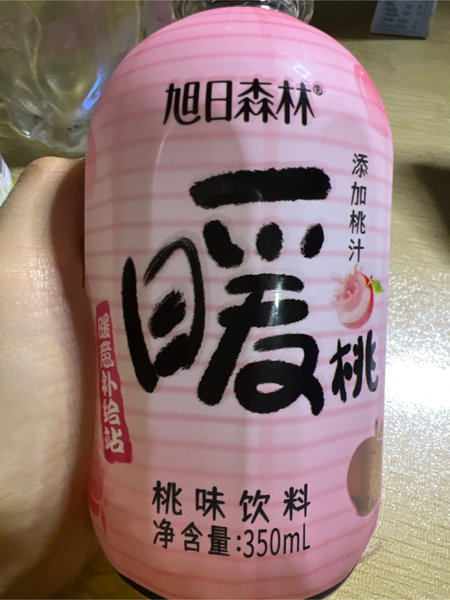 旭日森林®
添加桃汁
暖
桃
暖意补给站
桃味饮料
净含量:350mL